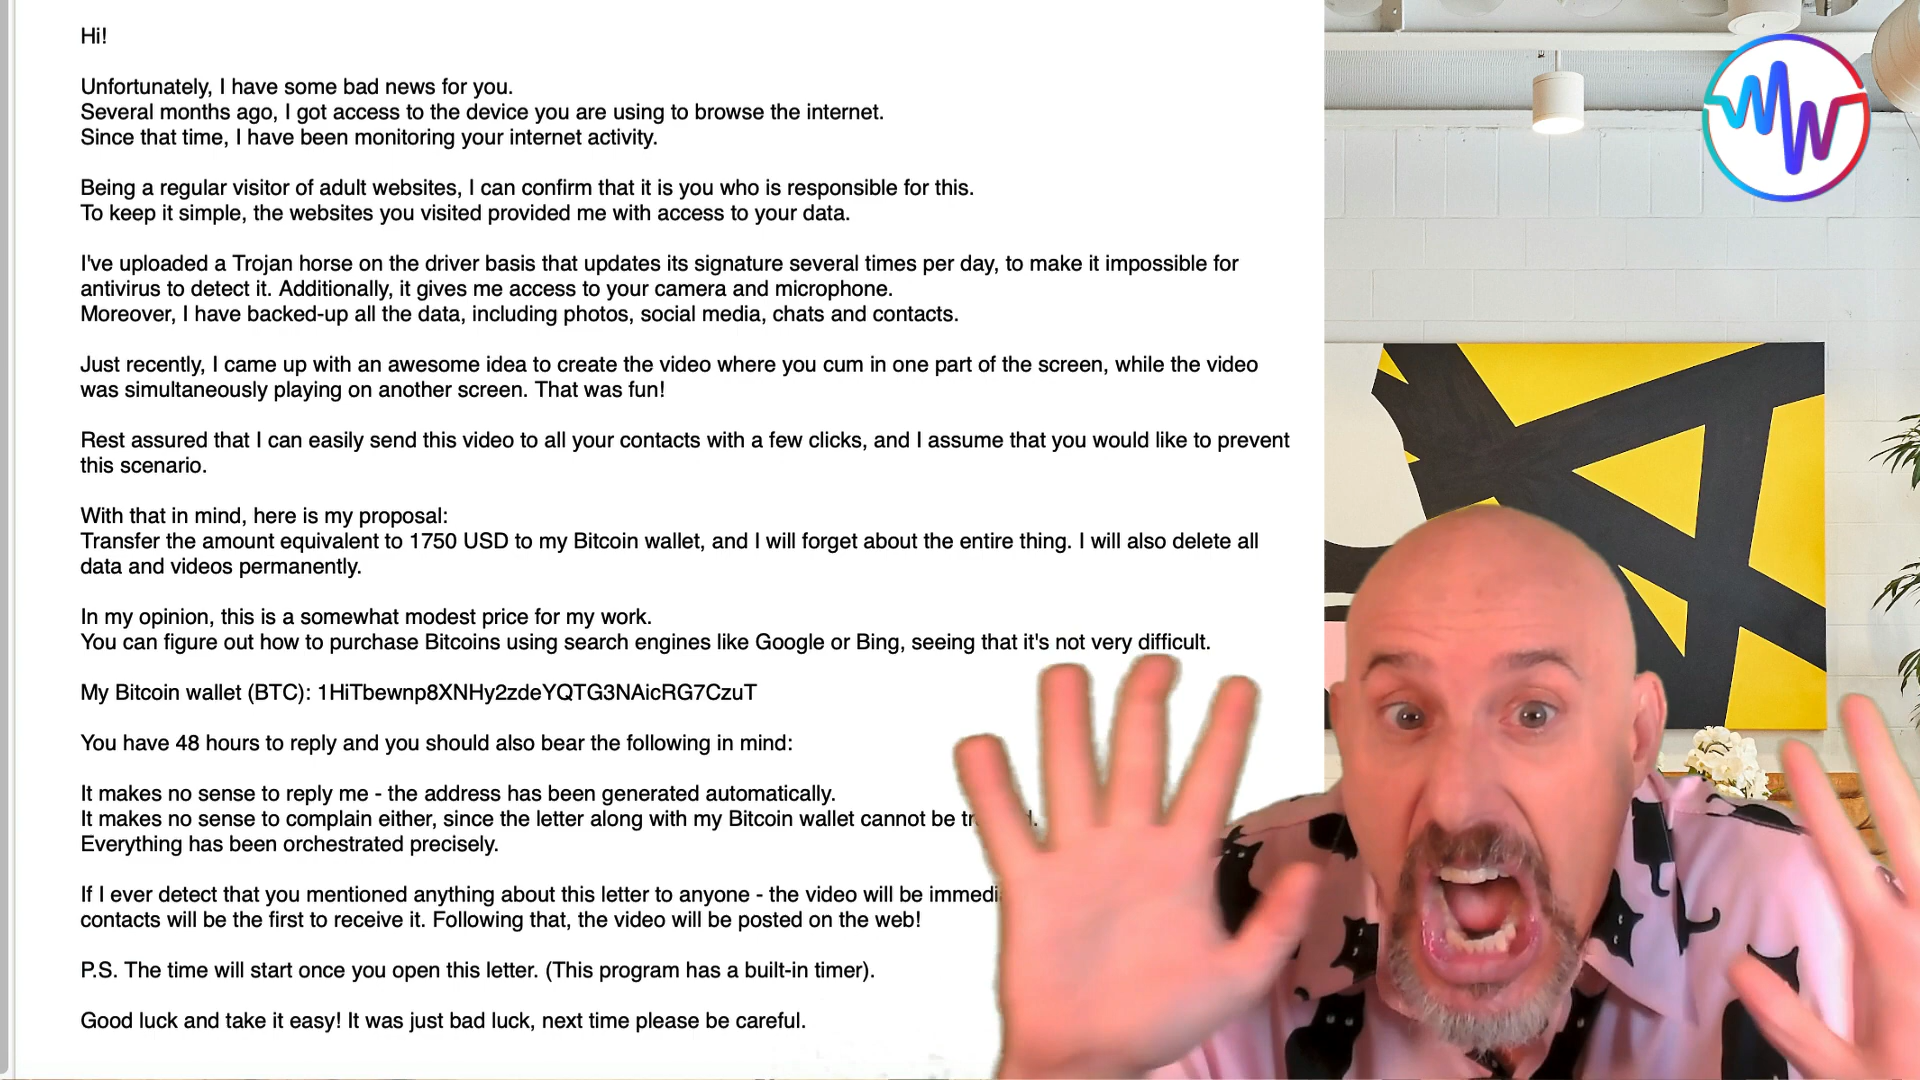 Hi!
Unfortunately, I have some bad news for you.
Several months ago, I got access to the device you are using to browse the internet.
Since that time, I have been monitoring your internet activity.
Being a regular visitor of adult websites, I can confirm that it is you who is responsible for this.
To keep it simple, the websites you visited provided me with access to your data.
I've uploaded a Trojan horse on the driver basis that updates its signature several times per day, to make it impossible for
antivirus to detect it. Additionally, it gives me access to your camera and microphone.
Moreover, I have backed-up all the data, including photos, social media, chats and contacts.
Just recently, I came up with an awesome idea to create the video where you cum in one part of the screen, while the video
was simultaneously playing on another screen. That was fun!
Rest assured that I can easily send this video to all your contacts with a few clicks, and I assume that you would like to prevent
this scenario.
With that in mind, here is my proposal:
Transfer the amount equivalent to 1750 USD to my Bitcoin wallet, and I will forget about the entire thing. I will also delete all
data and videos permanently.
In my opinion, this is a somewhat modest price for my work.
You can figure out how to purchase Bitcoins using search engines like Google or Bing, seeing that it's not very difficult.
My Bitcoin wallet (BTC): 1HiTbewnp8XNHy2zdeYQTG3NAicRG7CzuT
You have 48 hours to reply and you should also bear the following in mind:
It makes no sense to reply me - the address has been generated automatically.
It makes no sense to complain either, since the letter along with my Bitcoin wallet cannot be
Everything has been orchestrated precisely.
If I ever detect that you mentioned anything about this letter to anyone - the video will be
contacts will be the first to receive it. Following that, the video will be posted on the web!
P.S. The time will start once you open this letter. (This program has a built-in timer).
Good luck and take it easy! It was just bad luck, next time please be careful.
MW